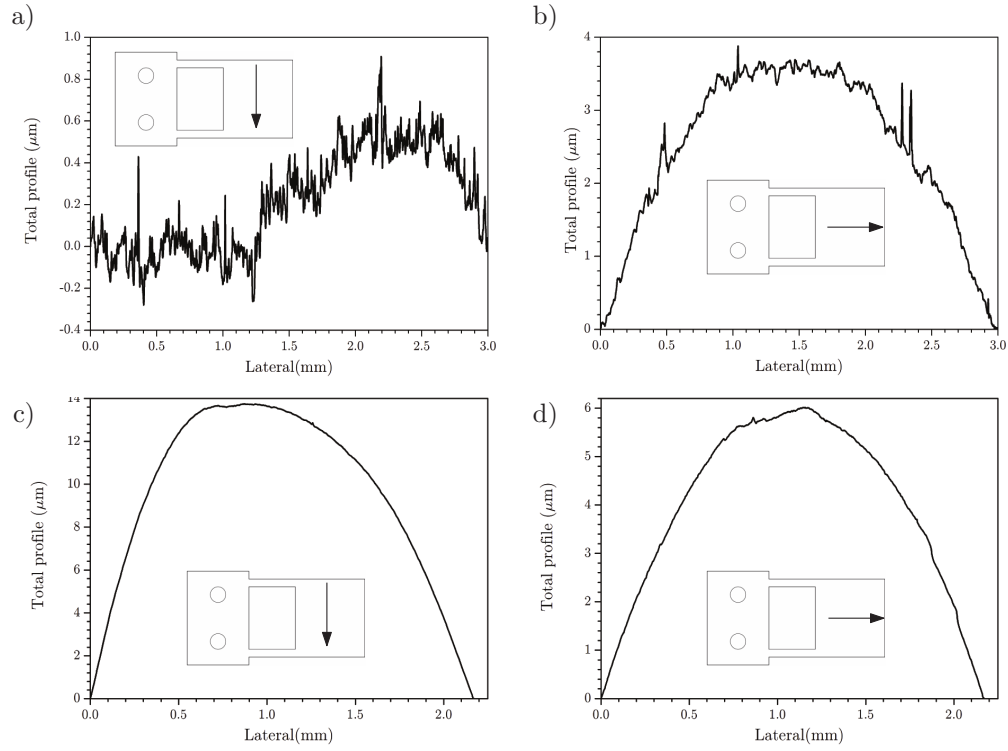 a)
1.0
0.8
0.6
0.4
0.2
0.0
-0.2
-0.4
Total profile (μm)
0.0 0.5 1.0 1.5 2.0 2.5 3.0
Lateral(mm)
b)
4
3
2
1
0
Total profile (μm)
0.0 0.5 1.0 1.5 2.0 2.5 3.0
Lateral(mm)
c)
14
12
10
8
6
4
2
0
Total profile (μm)
0.0 0.5 1.0 1.5 2.0
Lateral(mm)
d)
6
5
4
3
2
1
0
Total profile (μm)
0.0 0.5 1.0 1.5 2.0
Lateral(mm)